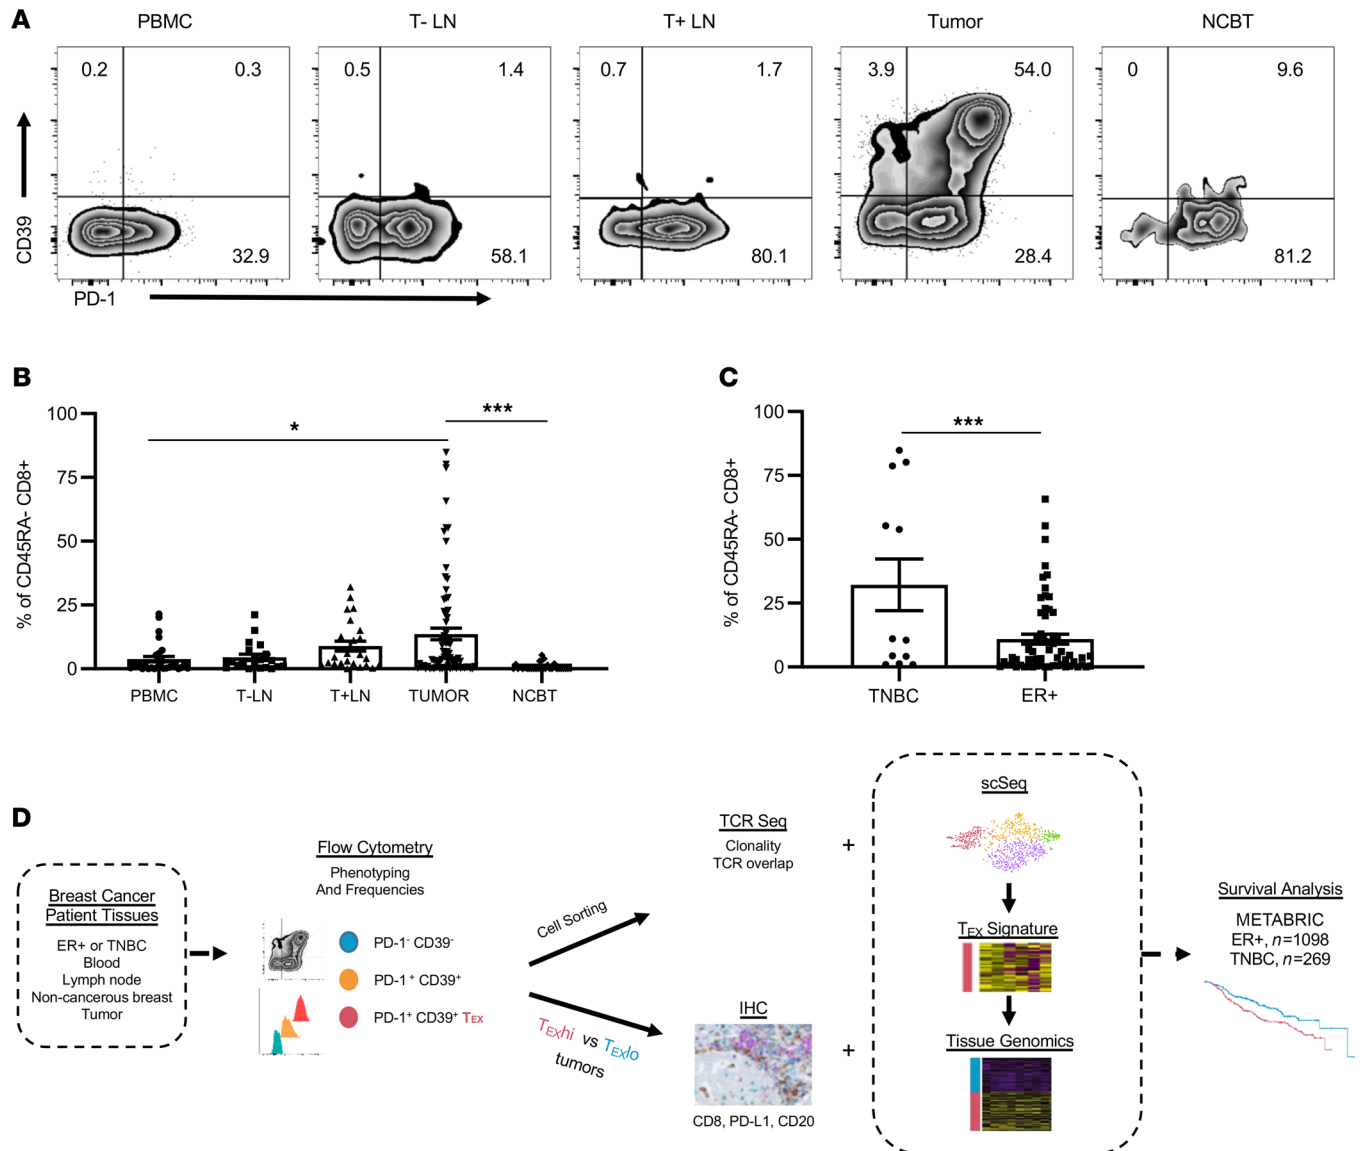 A
PBMC
T- LN
T+ LN
Tumor
NCBT
0.2
0.3
0.5
1.4
0.7
1.7
3.9
54.0
0
9.6
CD39
32.9
58.1
80.1
28.4
81.2
PD-1
B
% of CD45RA- CD8+
100
75
50
25
0
*
***
PBMC
T-LN
T+LN
TUMOR
NCBT
C
% of CD45RA- CD8+
100
75
50
25
0
***
TNBC
ER+
D
Breast Cancer
Patient Tissues
ER+ or TNBC
Blood
Lymph node
Non-cancerous breast
Tumor
Flow Cytometry
Phenotyping
And Frequencies
PD-1⁻ CD39⁻
PD-1⁺ CD39⁺
PD-1⁺ CD39⁺ TEX
Cell Sorting
TEXhi vs TEXlo
tumors
TCR Seq
Clonality
TCR overlap
+
IHC
CD8, PD-L1, CD20
+
scSeq
TEX Signature
Tissue Genomics
Survival Analysis
METABRIC
ER+, n=1098
TNBC, n=269